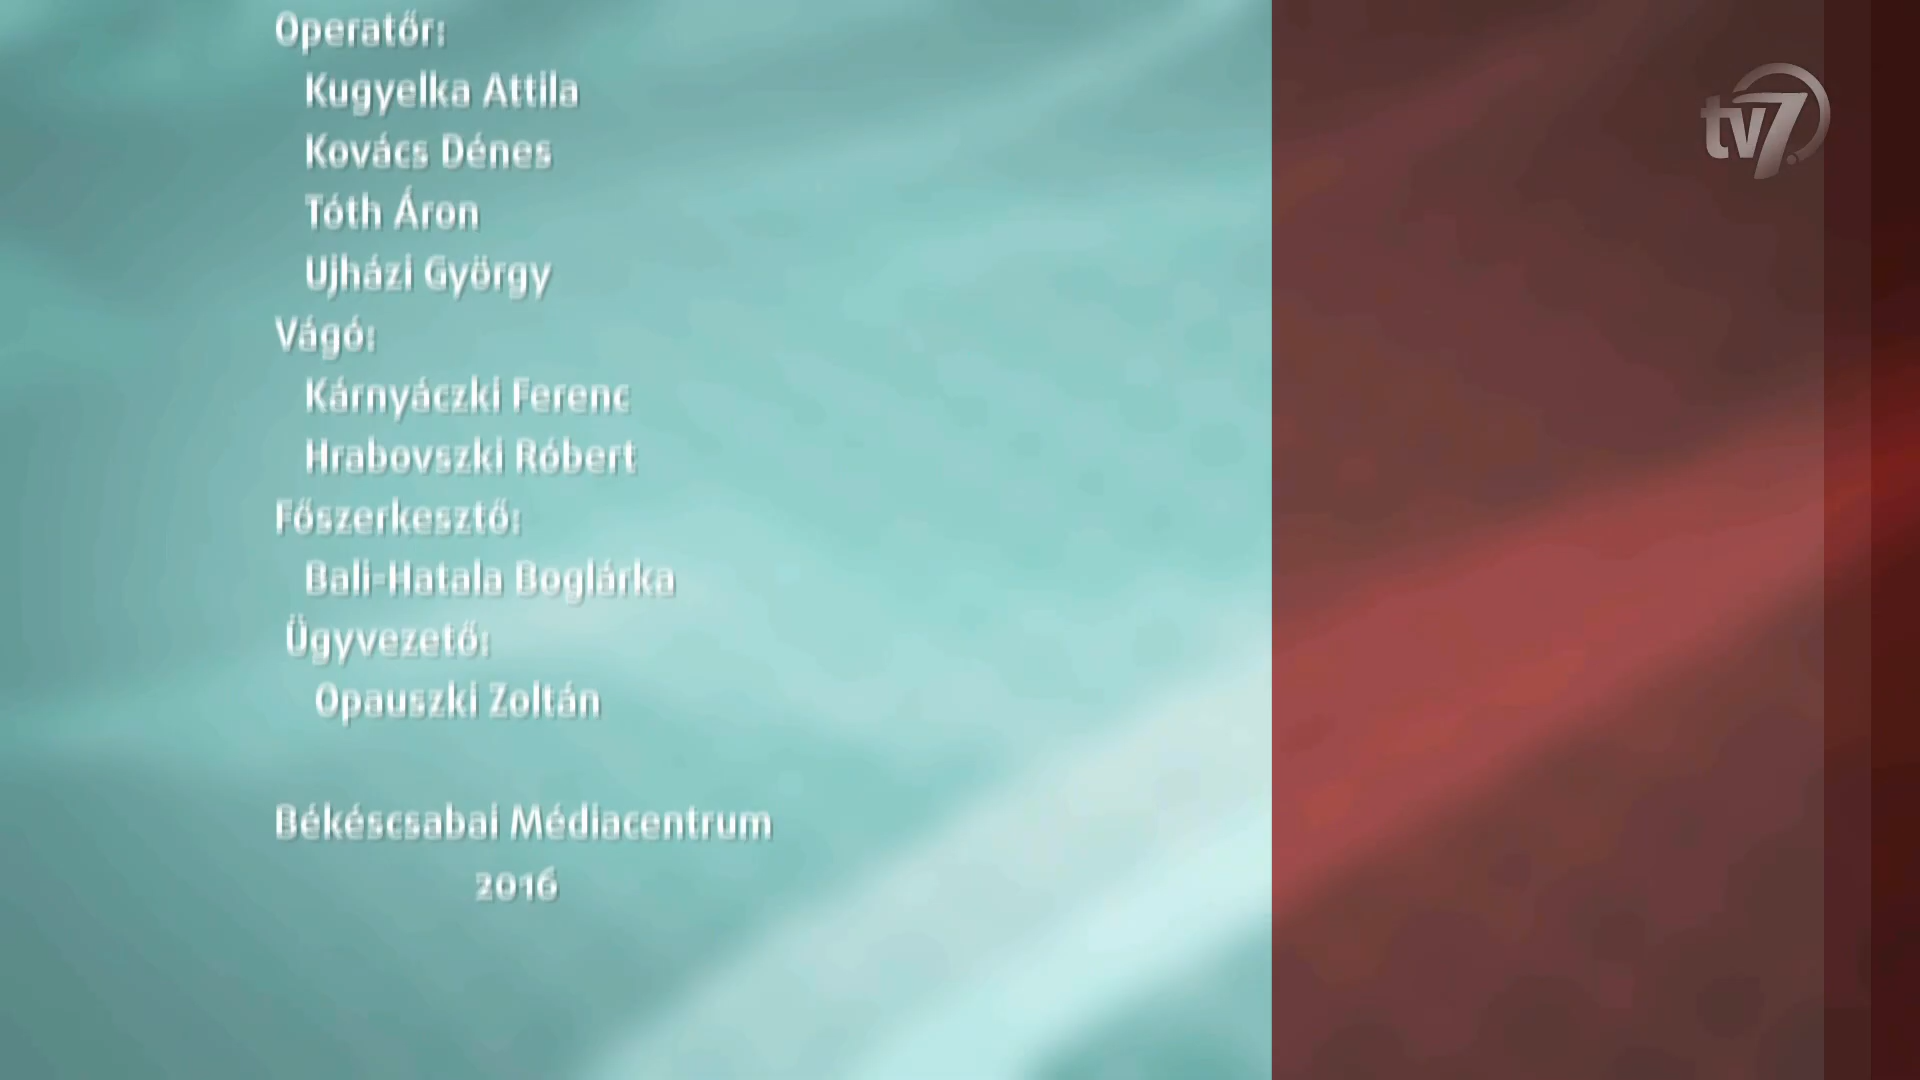 Operatőr:
Kugyelka Attila
Kovács Dénes
Tóth Áron
Ujházi György
Vágó:
Kárnyáczki Ferenc
Hrabovszki Róbert
Főszerkesztő:
Bali-Hatala Boglárka
Ügyvezető:
Opauszki Zoltán
Békéscsabai Médiacentrum
2016
tv7